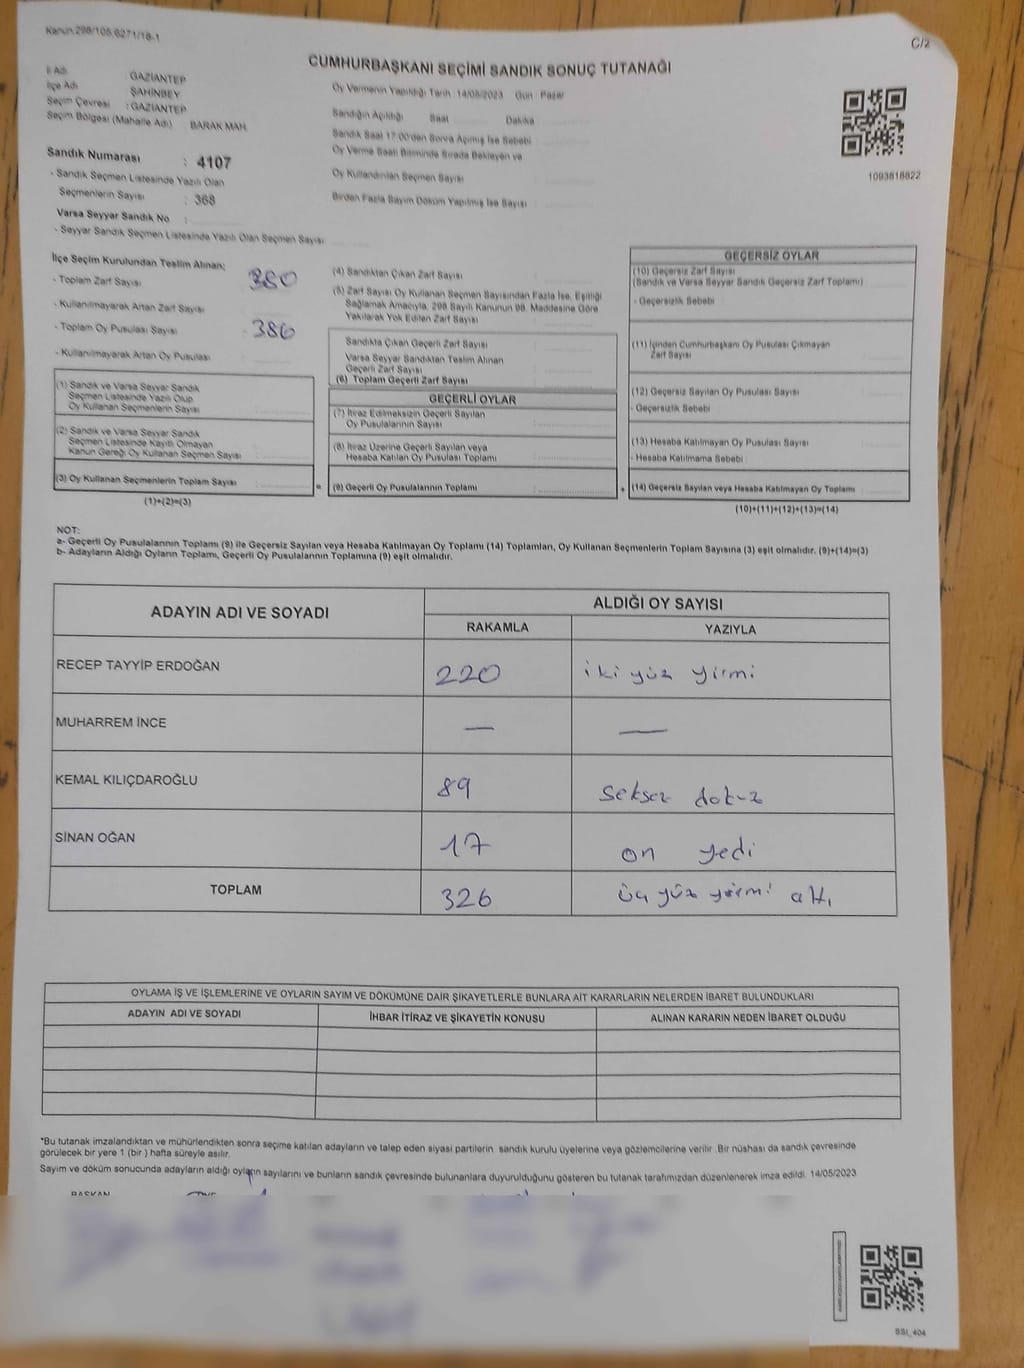 Kanun.298/105,6271/18-1
C/2
CUMHURBAŞKANI SEÇİMİ SANDIK SONUÇ TUTANAĞI
İl Adı GAZİANTEP
İlçe Adı ŞAHİNBEY
Seçim Çevresi : GAZİANTEP
Seçim Bölgesi (Mahalle Adı) BARAK MAH.
Oy Vermenin Yapıldığı Tarih : 14/05/2023 Gün : Pazar
Sandığın Açıldığı Saat Dakika
Sandık Saat 17:00'den Sonra Açılmış İse Sebebi
Oy Verme Saati Bitiminde Sırada Bekleyen ve
Oy Kullandırılan Seçmen Sayısı
Birden Fazla Sayım Döküm Yapılmış İse Sayısı
1093818822
Sandık Numarası : 4107
- Sandık Seçmen Listesinde Yazılı Olan
Seçmenlerin Sayısı : 368
Varsa Seyyar Sandık No :
- Seyyar Sandık Seçmen Listesinde Yazılı Olan Seçmen Sayısı
İlçe Seçim Kurulundan Teslim Alınan;
- Toplam Zarf Sayısı 380
- Kullanılmayarak Artan Zarf Sayısı
- Toplam Oy Pusulası Sayısı 386
- Kullanılmayarak Artan Oy Pusulası
(1) Sandık ve Varsa Seyyar Sandık
Seçmen Listesinde Yazılı Olup
Oy Kullanan Seçmenlerin Sayısı
(2) Sandık ve Varsa Seyyar Sandık
Seçmen Listesinde Kayıtlı Olmayan
Kanun Gereği Oy Kullanan Seçmen Sayısı
(3) Oy Kullanan Seçmenlerin Toplam Sayısı
(1)+(2)=(3)
(4) Sandıktan Çıkan Zarf Sayısı
(5) Zarf Sayısı Oy Kullanan Seçmen Sayısından Fazla İse, Eşitliği
Sağlamak Amacıyla, 298 Sayılı Kanunun 98. Maddesine Göre
Yakılarak Yok Edilen Zarf Sayısı
Sandıkta Çıkan Geçerli Zarf Sayısı
Varsa Seyyar Sandıktan Teslim Alınan
Geçerli Zarf Sayısı
(6) Toplam Geçerli Zarf Sayısı
GEÇERLİ OYLAR
(7) İtiraz Edilmeksizin Geçerli Sayılan
Oy Pusulalarının Sayısı
(8) İtiraz Üzerine Geçerli Sayılan veya
Hesaba Katılan Oy Pusulası Toplamı
= (9) Geçerli Oy Pusulalarının Toplamı
GEÇERSİZ OYLAR
(10) Geçersiz Zarf Sayısı
(Sandık ve Varsa Seyyar Sandık Geçersiz Zarf Toplamı)
- Geçersizlik Sebebi
(11) İçinden Cumhurbaşkanı Oy Pusulası Çıkmayan
Zarf Sayısı
(12) Geçersiz Sayılan Oy Pusulası Sayısı
- Geçersizlik Sebebi
(13) Hesaba Katılmayan Oy Pusulası Sayısı
- Hesaba Katılmama Sebebi
+ (14) Geçersiz Sayılan veya Hesaba Katılmayan Oy Toplamı
(10)+(11)+(12)+(13)=(14)
NOT:
a- Geçerli Oy Pusulalarının Toplamı (9) ile Geçersiz Sayılan veya Hesaba Katılmayan Oy Toplamı (14) Toplamları, Oy Kullanan Seçmenlerin Toplam Sayısına (3) eşit olmalıdır. (9)+(14)=(3)
b- Adayların Aldığı Oyların Toplamı, Geçerli Oy Pusulalarının Toplamına (9) eşit olmalıdır.
ADAYIN ADI VE SOYADI
ALDIĞI OY SAYISI
RAKAMLA YAZIYLA
RECEP TAYYİP ERDOĞAN 220 iki yüz yirmi
MUHARREM İNCE — —
KEMAL KILIÇDAROĞLU 89 seksen dokuz
SİNAN OĞAN 17 on yedi
TOPLAM 326 üç yüz yirmi altı
OYLAMA İŞ VE İŞLEMLERİNE VE OYLARIN SAYIM VE DÖKÜMÜNE DAİR ŞİKAYETLERLE BUNLARA AİT KARARLARIN NELERDEN İBARET BULUNDUKLARI
ADAYIN ADI VE SOYADI İHBAR İTİRAZ VE ŞİKAYETİN KONUSU ALINAN KARARIN NEDEN İBARET OLDUĞU
*Bu tutanak imzalandıktan ve mühürlendikten sonra seçime katılan adayların ve talep eden siyasi partilerin sandık kurulu üyelerine veya gözlemcilerine verilir .Bir nüshası da sandık çevresinde
görülecek bir yere 1 (bir ) hafta süreyle asılır.
Sayım ve döküm sonucunda adayların aldığı oyların sayılarını ve bunların sandık çevresinde bulunanlara duyurulduğunu gösteren bu tutanak tarafımızdan düzenlenerek imza edildi. 14/05/2023
BAŞKAN
SSİ_404